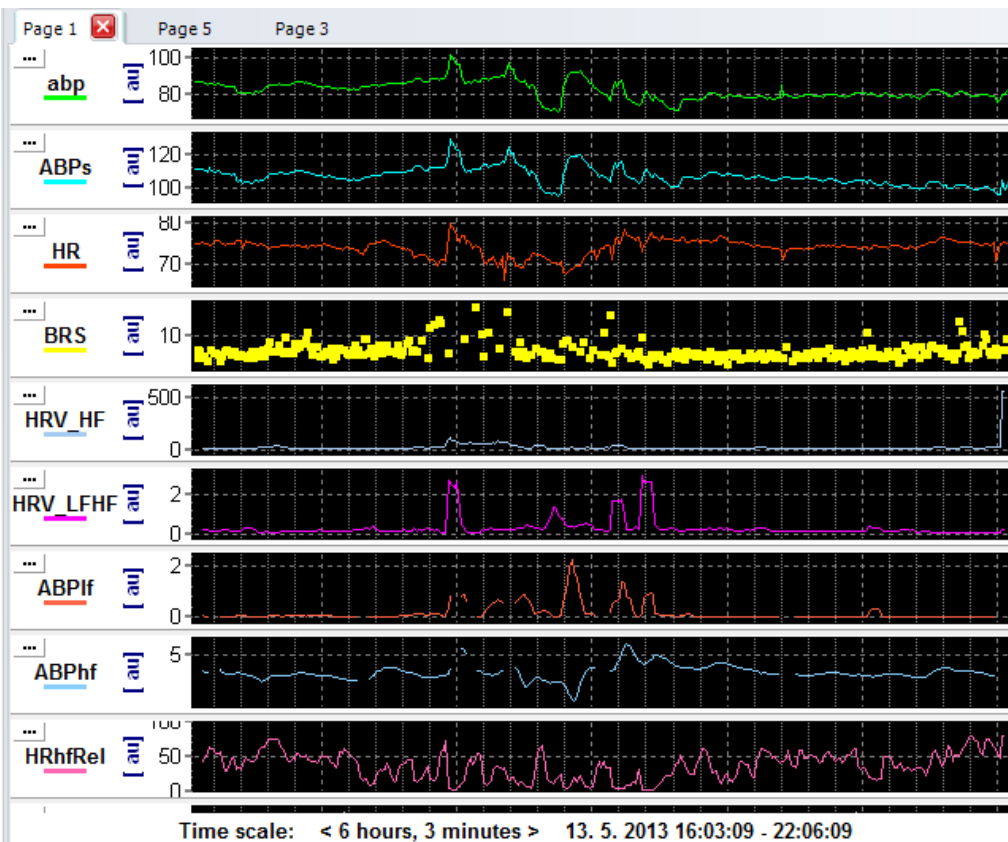 Page 1 Page 5 Page 3
... abp [ au] 100 80
... ABPs [ au] 120 100
... HR [ au] 80 70
... BRS [ au] 10
... HRV_HF [ au] 500 0
... HRV_LFHF [ au] 2 0
... ABPlf [ au] 2 0
... ABPhf [ au] 5
... HRhfRel [ au] 100 50 0
Time scale: < 6 hours, 3 minutes > 13. 5. 2013 16:03:09 - 22:06:09